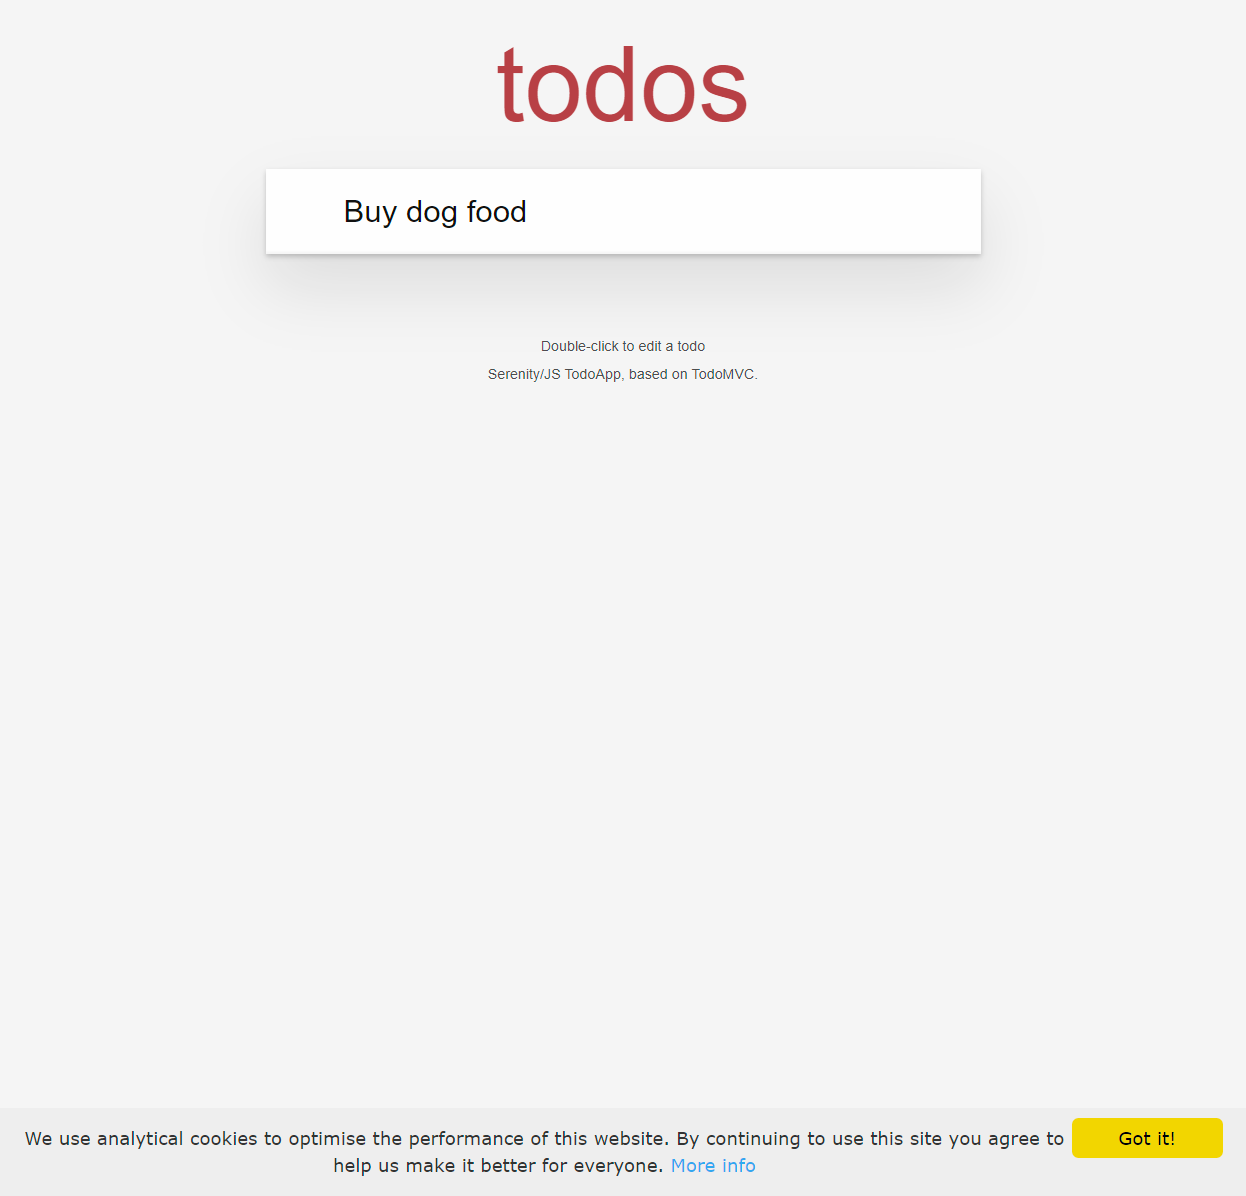 todos
Buy dog food
Double-click to edit a todo
Serenity/JS TodoApp, based on TodoMVC.
We use analytical cookies to optimise the performance of this website. By continuing to use this site you agree to
help us make it better for everyone. More info
Got it!